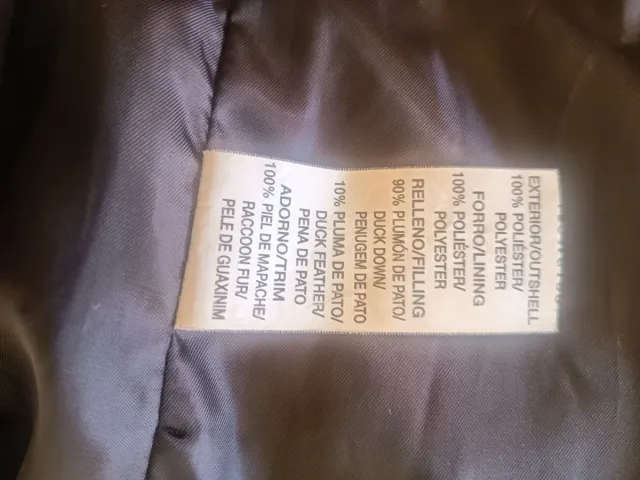 EXTERIOR/OUTSHELL
100% POLIÉSTER/
POLYESTER
FORRO/LINING
100% POLIÉSTER/
POLYESTER
RELLENO/FILLING
90% PLUMÓN DE PATO/
DUCK DOWN/
PENUGEM DE PATO
10% PLUMA DE PATO/
DUCK FEATHER/
PENA DE PATO
ADORNO/TRIM
100% PIEL DE MAPACHE/
RACCOON FUR/
PELE DE GUAXINIM